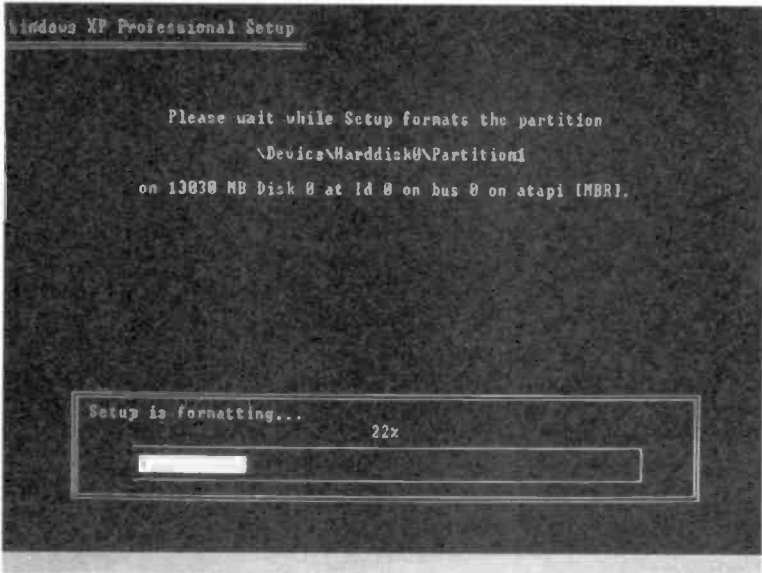 Windows XP Professional Setup
Please wait while Setup formats the partition
\Device\Harddisk0\Partition1
on 13030 MB Disk 0 at Id 0 on bus 0 on atapi [MBR].
Setup is formatting...
22%